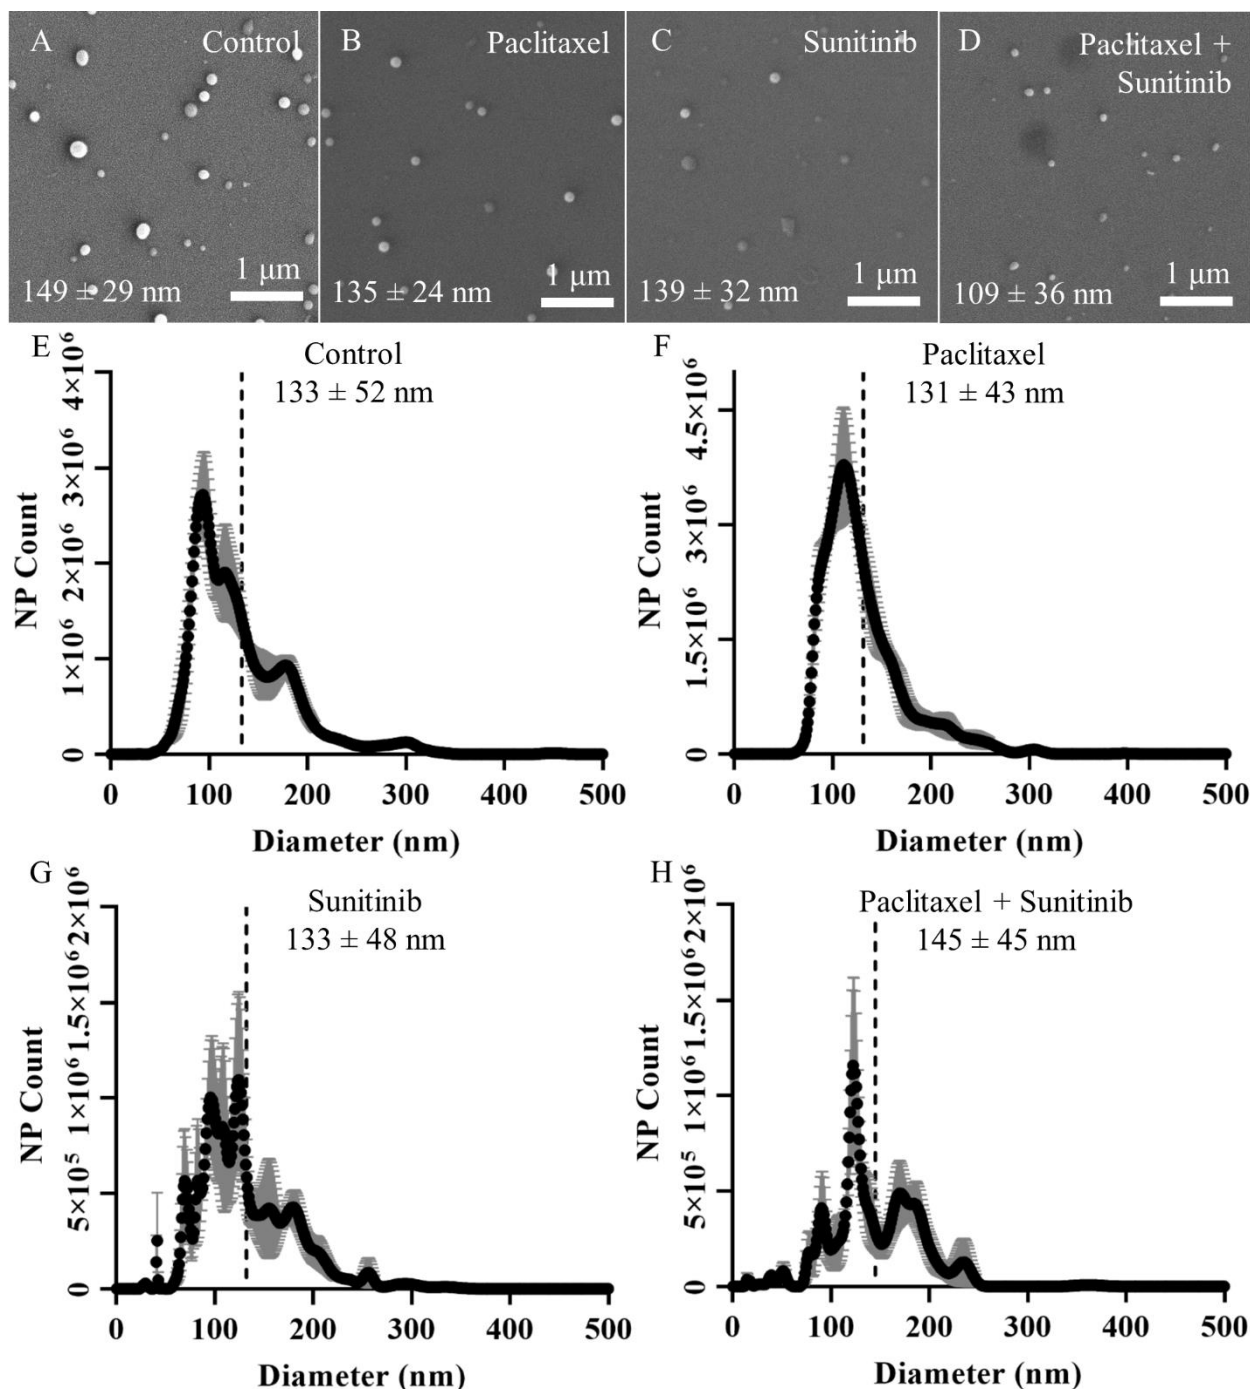 A
Control
149 ± 29 nm
1 μm
B
Paclitaxel
135 ± 24 nm
1 μm
C
Sunitinib
139 ± 32 nm
1 μm
D
Paclitaxel +
Sunitinib
109 ± 36 nm
1 μm
E
Control
133 ± 52 nm
NP Count
0
1×10⁶
2×10⁶
3×10⁶
4×10⁶
0 100 200 300 400 500
Diameter (nm)
F
Paclitaxel
131 ± 43 nm
NP Count
0
1.5×10⁶
3×10⁶
4.5×10⁶
0 100 200 300 400 500
Diameter (nm)
G
Sunitinib
133 ± 48 nm
NP Count
0
5×10⁵
1×10⁶
1.5×10⁶
2×10⁶
0 100 200 300 400 500
Diameter (nm)
H
Paclitaxel + Sunitinib
145 ± 45 nm
NP Count
0
5×10⁵
1×10⁶
1.5×10⁶
2×10⁶
0 100 200 300 400 500
Diameter (nm)